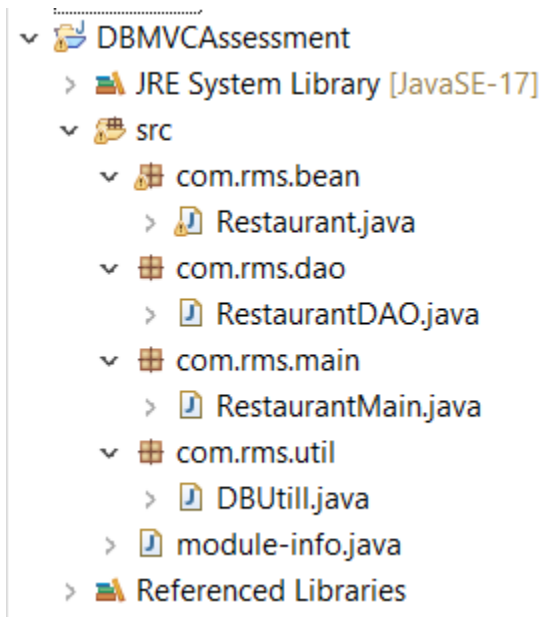 DBMVCAssessment
JRE System Library [JavaSE-17]
src
com.rms.bean
Restaurant.java
com.rms.dao
RestaurantDAO.java
com.rms.main
RestaurantMain.java
com.rms.util
DBUtill.java
module-info.java
Referenced Libraries